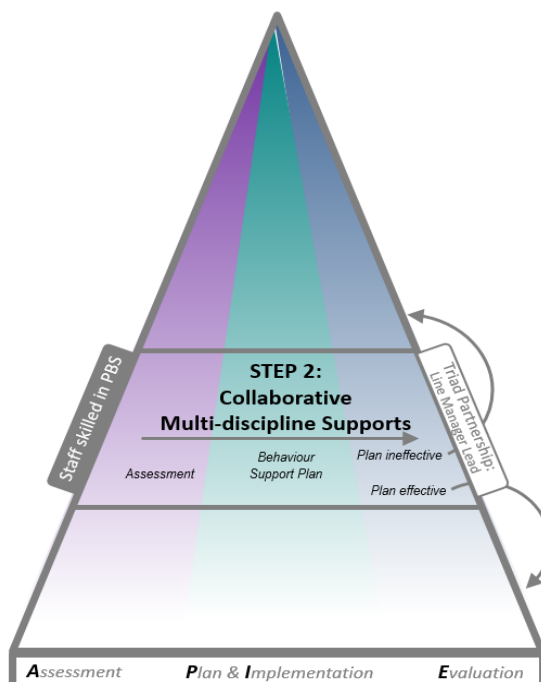 STEP 2:
Collaborative
Multi-discipline Supports
Staff skilled in PBS
Triad Partnership:
Line Manager Lead
Assessment
Behaviour
Support Plan
Plan ineffective
Plan effective
Assessment Plan & Implementation Evaluation